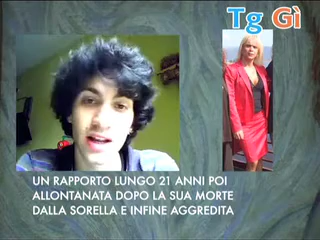 Tg Gì
UN RAPPORTO LUNGO 21 ANNI POI
ALLONTANATA DOPO LA SUA MORTE
DALLA SORELLA E INFINE AGGREDITA